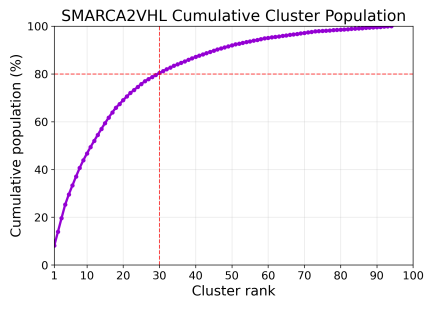 SMARCA2VHL Cumulative Cluster Population
100
80
60
40
20
0
Cumulative population (%)
1 10 20 30 40 50 60 70 80 90 100
Cluster rank